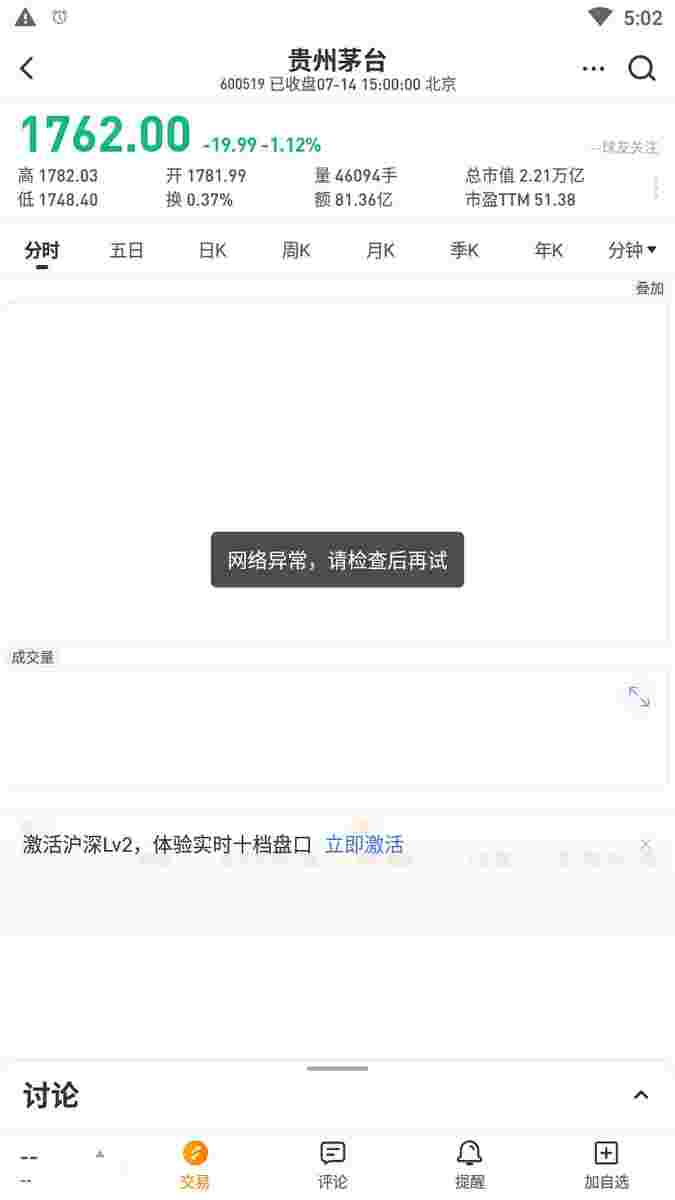 5:02
贵州茅台
600519 已收盘07-14 15:00:00 北京
1762.00 -19.99 -1.12%
--球友关注
高 1782.03 开 1781.99 量 46094手 总市值 2.21万亿
低 1748.40 换 0.37% 额 81.36亿 市盈TTM 51.38
分时 五日 日K 周K 月K 季K 年K 分钟
叠加
网络异常，请检查后再试
成交量
激活沪深Lv2，体验实时十档盘口 立即激活
讨论
--
--
交易 评论 提醒 加自选